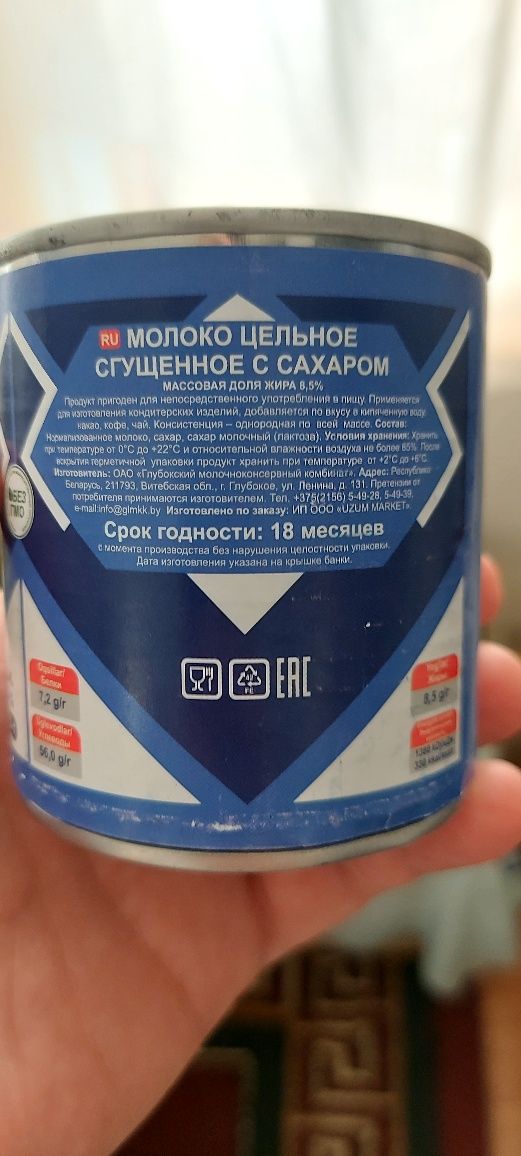 RU МОЛОКО ЦЕЛЬНОЕ
СГУЩЕННОЕ С САХАРОМ
МАССОВАЯ ДОЛЯ ЖИРА 8,5%
Продукт пригоден для непосредственного употребления в пищу. Применяется
для изготовления кондитерских изделий, добавляется по вкусу в кипяченую воду,
какао, кофе, чай. Консистенция – однородная по всей массе. Состав:
Нормализованное молоко, сахар, сахар молочный (лактоза). Условия хранения: Хранить
при температуре от 0°С до +22°С и относительной влажности воздуха не более 85%. После
вскрытия герметичной упаковки продукт хранить при температуре от +2°С до +6°С.
Изготовитель: ОАО «Глубокский молочноконсервный комбинат». Адрес: Республика
Беларусь, 211793, Витебская обл., г. Глубокое, ул. Ленина, д. 131. Претензии от
потребителя принимаются изготовителем. Тел. +375(2156) 5-49-28, 5-49-39,
e-mail:info@glmkk.by Изготовлено по заказу: ИП ООО «UZUM MARKET».
Срок годности: 18 месяцев
с момента производства без нарушения целостности упаковки.
Дата изготовления указана на крышке банки.
БЕЗ
ГМО
40
FE
EAC
Oqsillar/
Белки
7,2 g/г
Uglevodlar/
Углеводы
56,0 g/г
Yog'lar/
Жиры
8,5 g/г